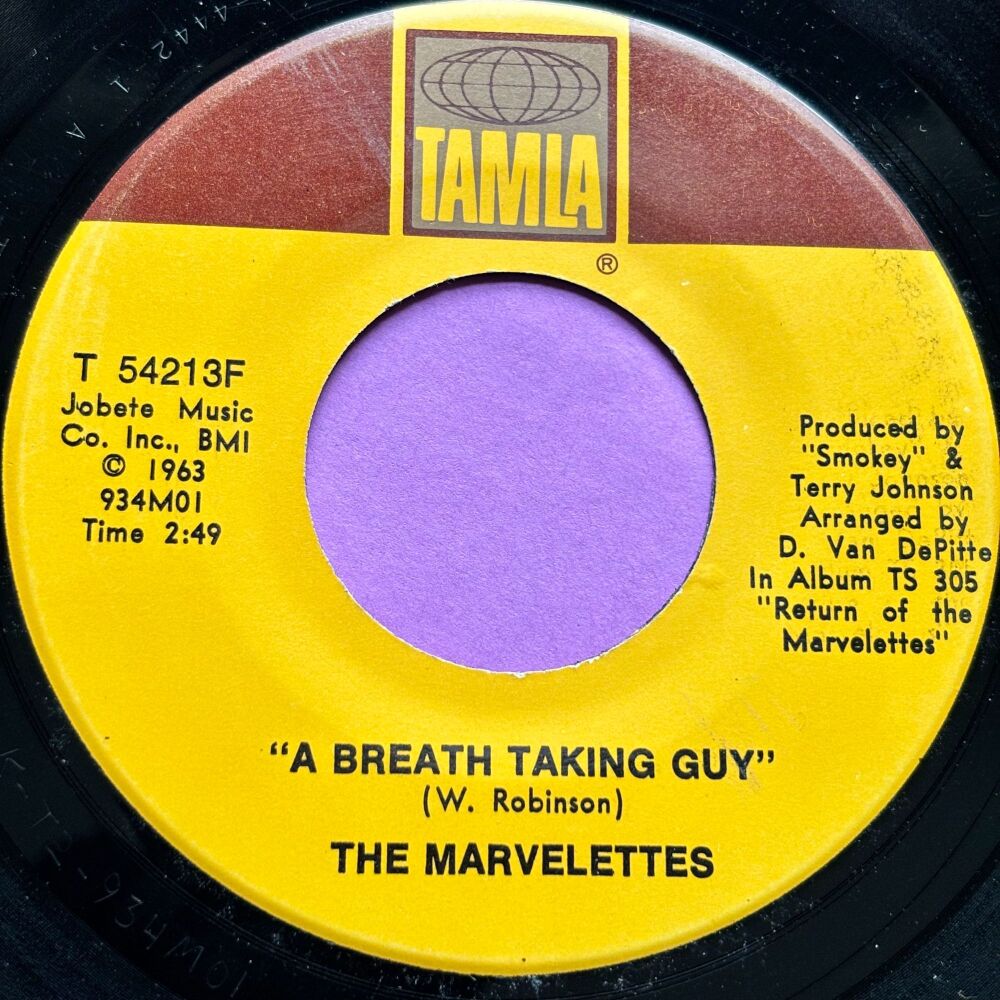 TAMLA
®
T 54213F
Jobete Music
Co. Inc., BMI
© 1963
934M01
Time 2:49
Produced by
"Smokey" &
Terry Johnson
Arranged by
D. Van DePitte
In Album TS 305
"Return of the
Marvelettes"
"A BREATH TAKING GUY"
(W. Robinson)
THE MARVELETTES